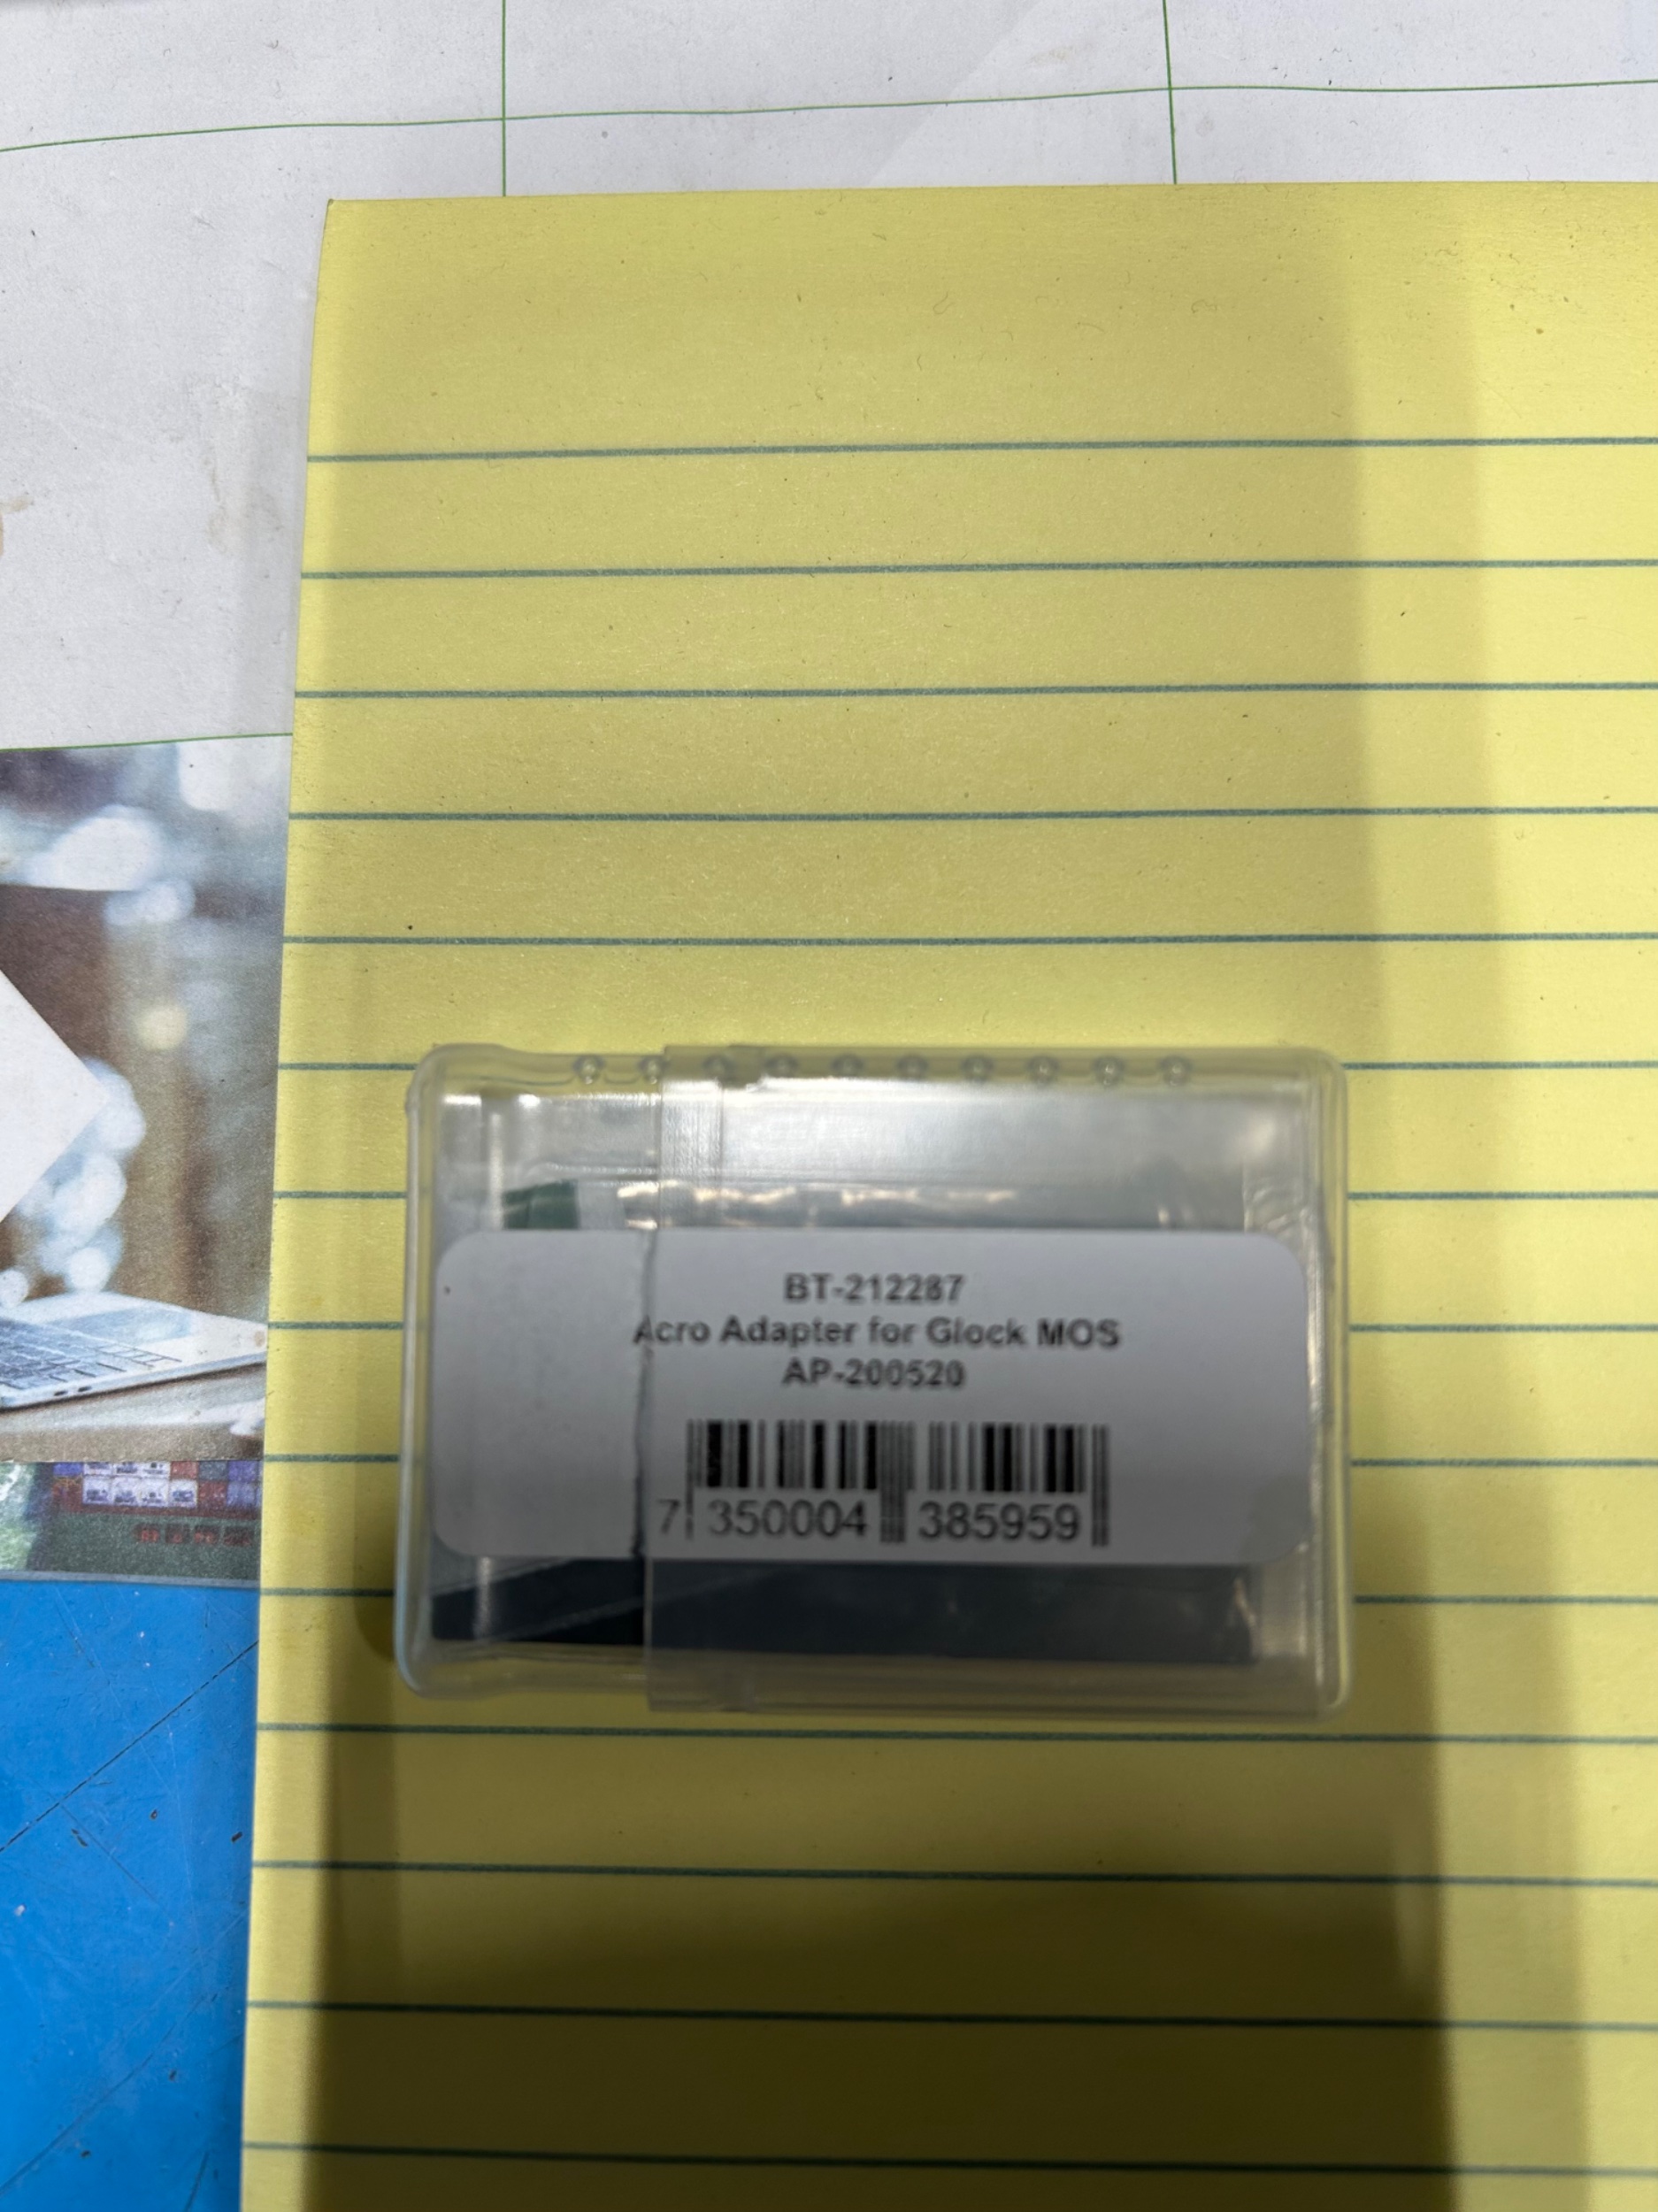 BT-212287
Acro Adapter for Glock MOS
AP-200520
7 350004 385959